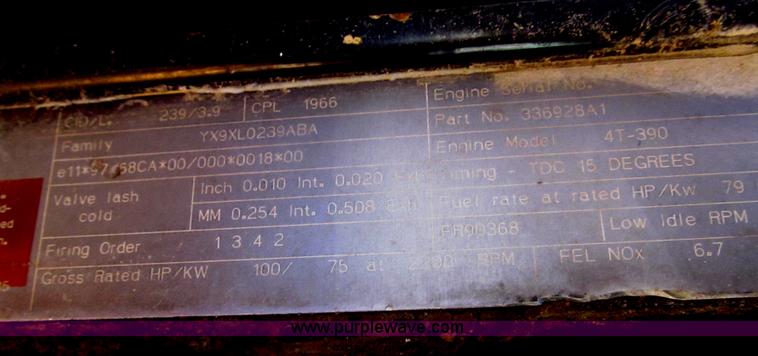 CID/L. 239/3.9 CPL 1966
Family YX9XL0239ABA
e11*97/68CA*00/000*0018*00
Valve lash cold Inch 0.010 Int. 0.020 Exh
MM 0.254 Int. 0.508 Exh
Firing Order 1 3 4 2
Gross Rated HP/KW 100/ 75 at 2200 RPM
Engine Serial No.
Part No. 336928A1
Engine Model 4T-390
Timing - TDC 15 DEGREES
Fuel rate at rated HP/Kw 79
FR90368 Low Idle RPM
FEL NOx 6.7
www.purplewave.com